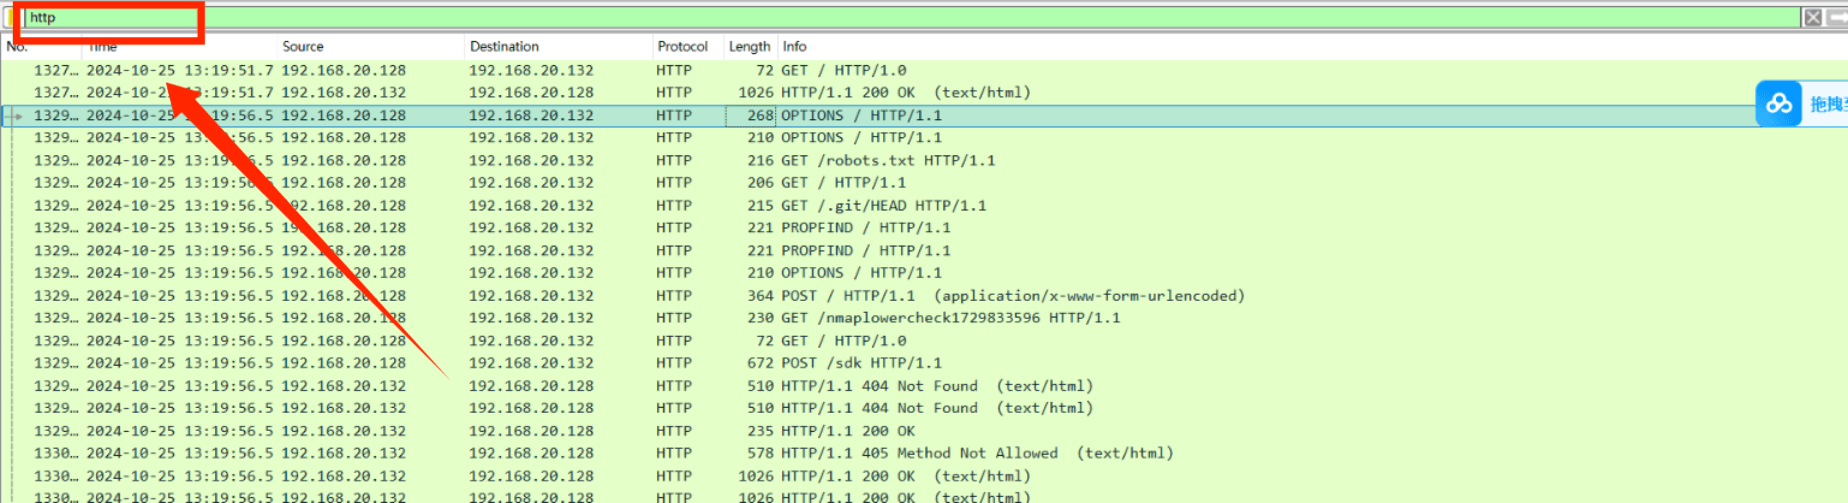 http
No. Time Source Destination Protocol Length Info
1327… 2024-10-25 13:19:51.7 192.168.20.128 192.168.20.132 HTTP 72 GET / HTTP/1.0
1327… 2024-10-25 13:19:51.7 192.168.20.132 192.168.20.128 HTTP 1026 HTTP/1.1 200 OK (text/html)
1329… 2024-10-25 13:19:56.5 192.168.20.128 192.168.20.132 HTTP 268 OPTIONS / HTTP/1.1
拖拽至
1329… 2024-10-25 13:19:56.5 192.168.20.128 192.168.20.132 HTTP 210 OPTIONS / HTTP/1.1
1329… 2024-10-25 13:19:56.5 192.168.20.128 192.168.20.132 HTTP 216 GET /robots.txt HTTP/1.1
1329… 2024-10-25 13:19:56.5 192.168.20.128 192.168.20.132 HTTP 206 GET / HTTP/1.1
1329… 2024-10-25 13:19:56.5 192.168.20.128 192.168.20.132 HTTP 215 GET /.git/HEAD HTTP/1.1
1329… 2024-10-25 13:19:56.5 192.168.20.128 192.168.20.132 HTTP 221 PROPFIND / HTTP/1.1
1329… 2024-10-25 13:19:56.5 192.168.20.128 192.168.20.132 HTTP 221 PROPFIND / HTTP/1.1
1329… 2024-10-25 13:19:56.5 192.168.20.128 192.168.20.132 HTTP 210 OPTIONS / HTTP/1.1
1329… 2024-10-25 13:19:56.5 192.168.20.128 192.168.20.132 HTTP 364 POST / HTTP/1.1 (application/x-www-form-urlencoded)
1329… 2024-10-25 13:19:56.5 192.168.20.128 192.168.20.132 HTTP 230 GET /nmaplowercheck1729833596 HTTP/1.1
1329… 2024-10-25 13:19:56.5 192.168.20.128 192.168.20.132 HTTP 72 GET / HTTP/1.0
1329… 2024-10-25 13:19:56.5 192.168.20.128 192.168.20.132 HTTP 672 POST /sdk HTTP/1.1
1329… 2024-10-25 13:19:56.5 192.168.20.132 192.168.20.128 HTTP 510 HTTP/1.1 404 Not Found (text/html)
1329… 2024-10-25 13:19:56.5 192.168.20.132 192.168.20.128 HTTP 510 HTTP/1.1 404 Not Found (text/html)
1329… 2024-10-25 13:19:56.5 192.168.20.132 192.168.20.128 HTTP 235 HTTP/1.1 200 OK
1330… 2024-10-25 13:19:56.5 192.168.20.132 192.168.20.128 HTTP 578 HTTP/1.1 405 Method Not Allowed (text/html)
1330… 2024-10-25 13:19:56.5 192.168.20.132 192.168.20.128 HTTP 1026 HTTP/1.1 200 OK (text/html)
1330… 2024-10-25 13:19:56.5 192.168.20.132 192.168.20.128 HTTP 1026 HTTP/1.1 200 OK (text/html)